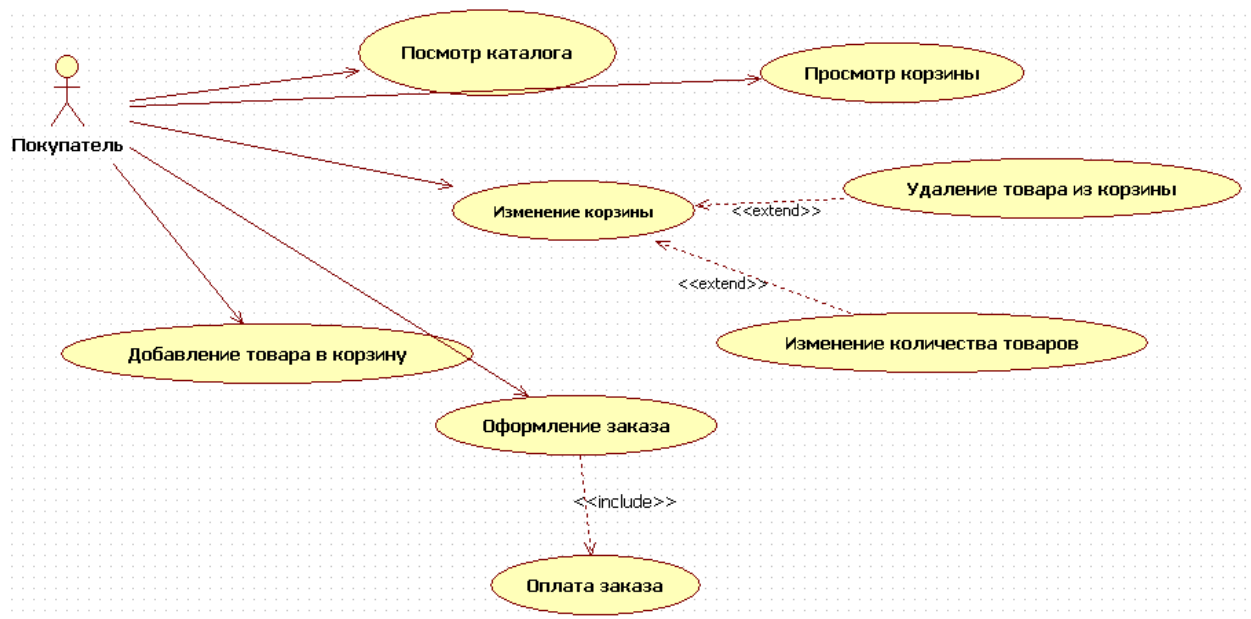 Посмотр каталога
Просмотр корзины
Покупатель
Удаление товара из корзины
Изменение корзины
<<extend>>
<<extend>>
Изменение количества товаров
Добавление товара в корзину
Оформление заказа
<<include>>
Оплата заказа